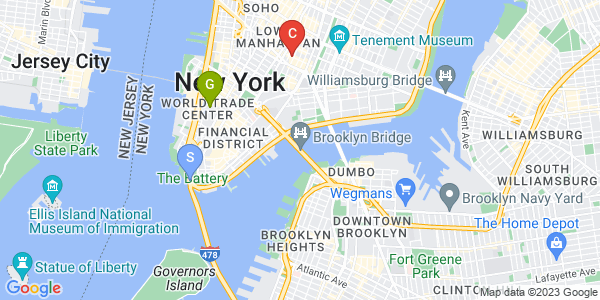 SOHO
LOWER
MANHATTAN
C
Tenement Museum
Jersey City
New York
G
WORLD TRADE
CENTER
Williamsburg Bridge
Kent Ave
WILLIAMSBURG
NEW JERSEY
NEW YORK
Liberty
State Park
FINANCIAL
DISTRICT
Brooklyn Bridge
S
The Battery
DUMBO
Wegmans
SOUTH
WILLIAMSBURG
Brooklyn Navy Yard
Ellis Island National
Museum of Immigration
DOWNTOWN
BROOKLYN
The Home Depot
BROOKLYN
HEIGHTS
Lafayette Ave
478
Fort Greene
Park
Statue of Liberty
Governors
Island
Atlantic Ave
CLINTON
Google
Map data ©2023 Google